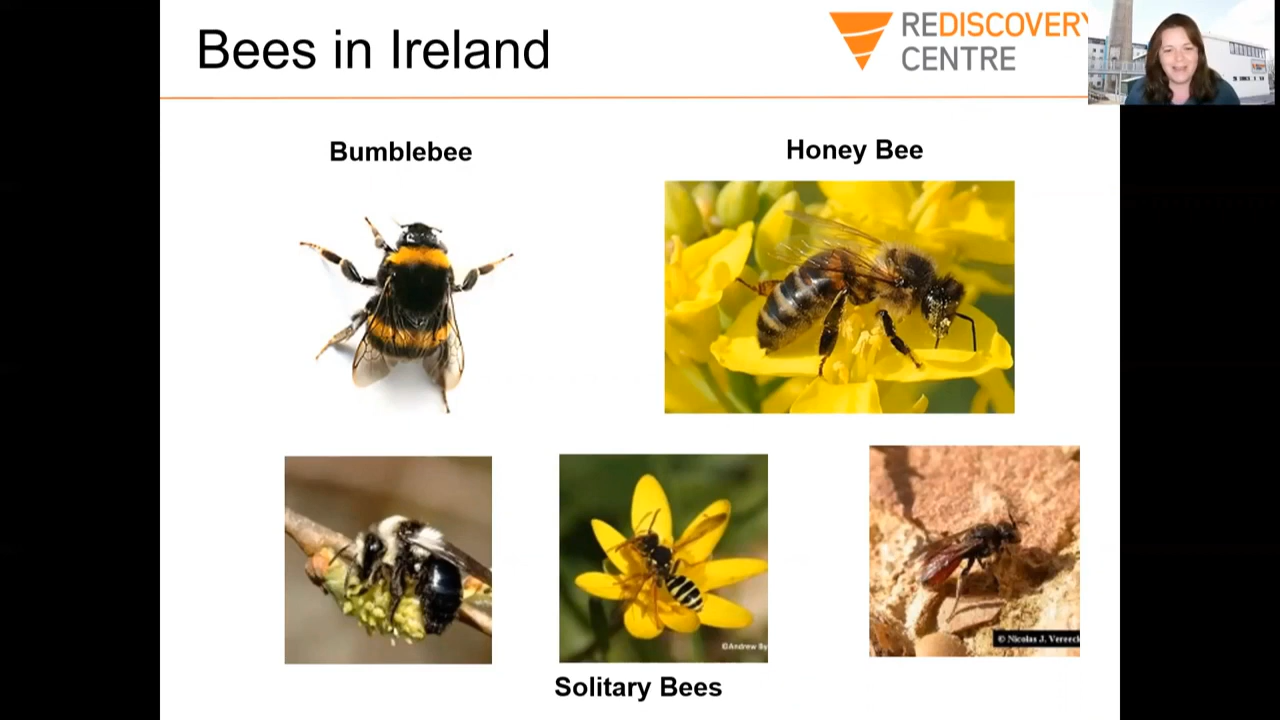 Bees in Ireland
REDISCOVERY
CENTRE
Bumblebee
Honey Bee
©Andrew By
© Nicolas J. Vereeck
Solitary Bees